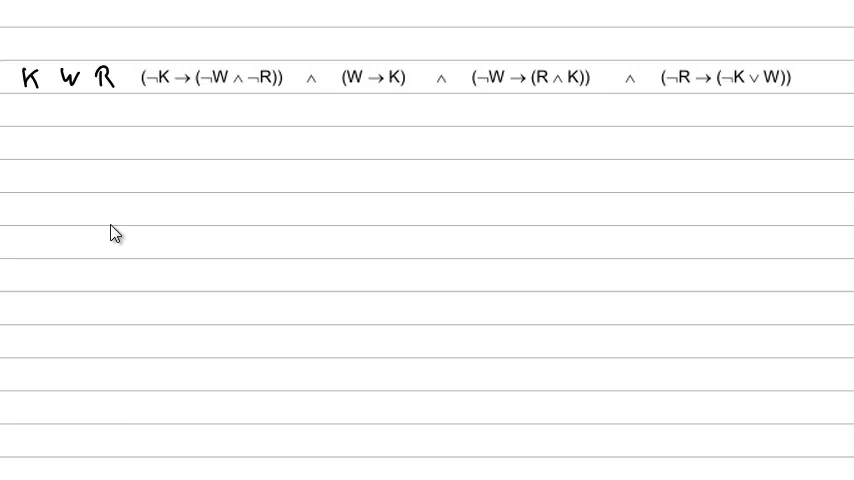 K W R (¬K → (¬W ∧ ¬R)) ∧ (W → K) ∧ (¬W → (R ∧ K)) ∧ (¬R → (¬K ∨ W))